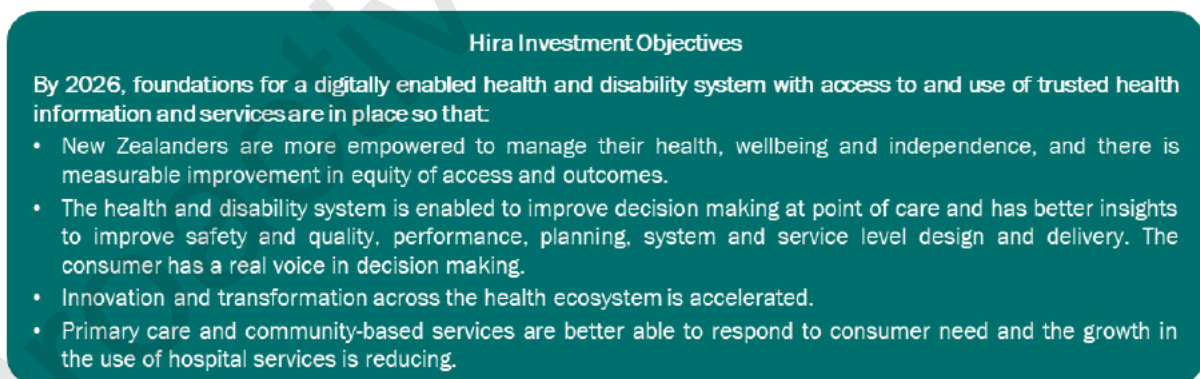 Hira Investment Objectives
By 2026, foundations for a digitally enabled health and disability system with access to and use of trusted health
information and services are in place so that:
• New Zealanders are more empowered to manage their health, wellbeing and independence, and there is
measurable improvement in equity of access and outcomes.
• The health and disability system is enabled to improve decision making at point of care and has better insights
to improve safety and quality, performance, planning, system and service level design and delivery. The
consumer has a real voice in decision making.
• Innovation and transformation across the health ecosystem is accelerated.
• Primary care and community-based services are better able to respond to consumer need and the growth in
the use of hospital services is reducing.